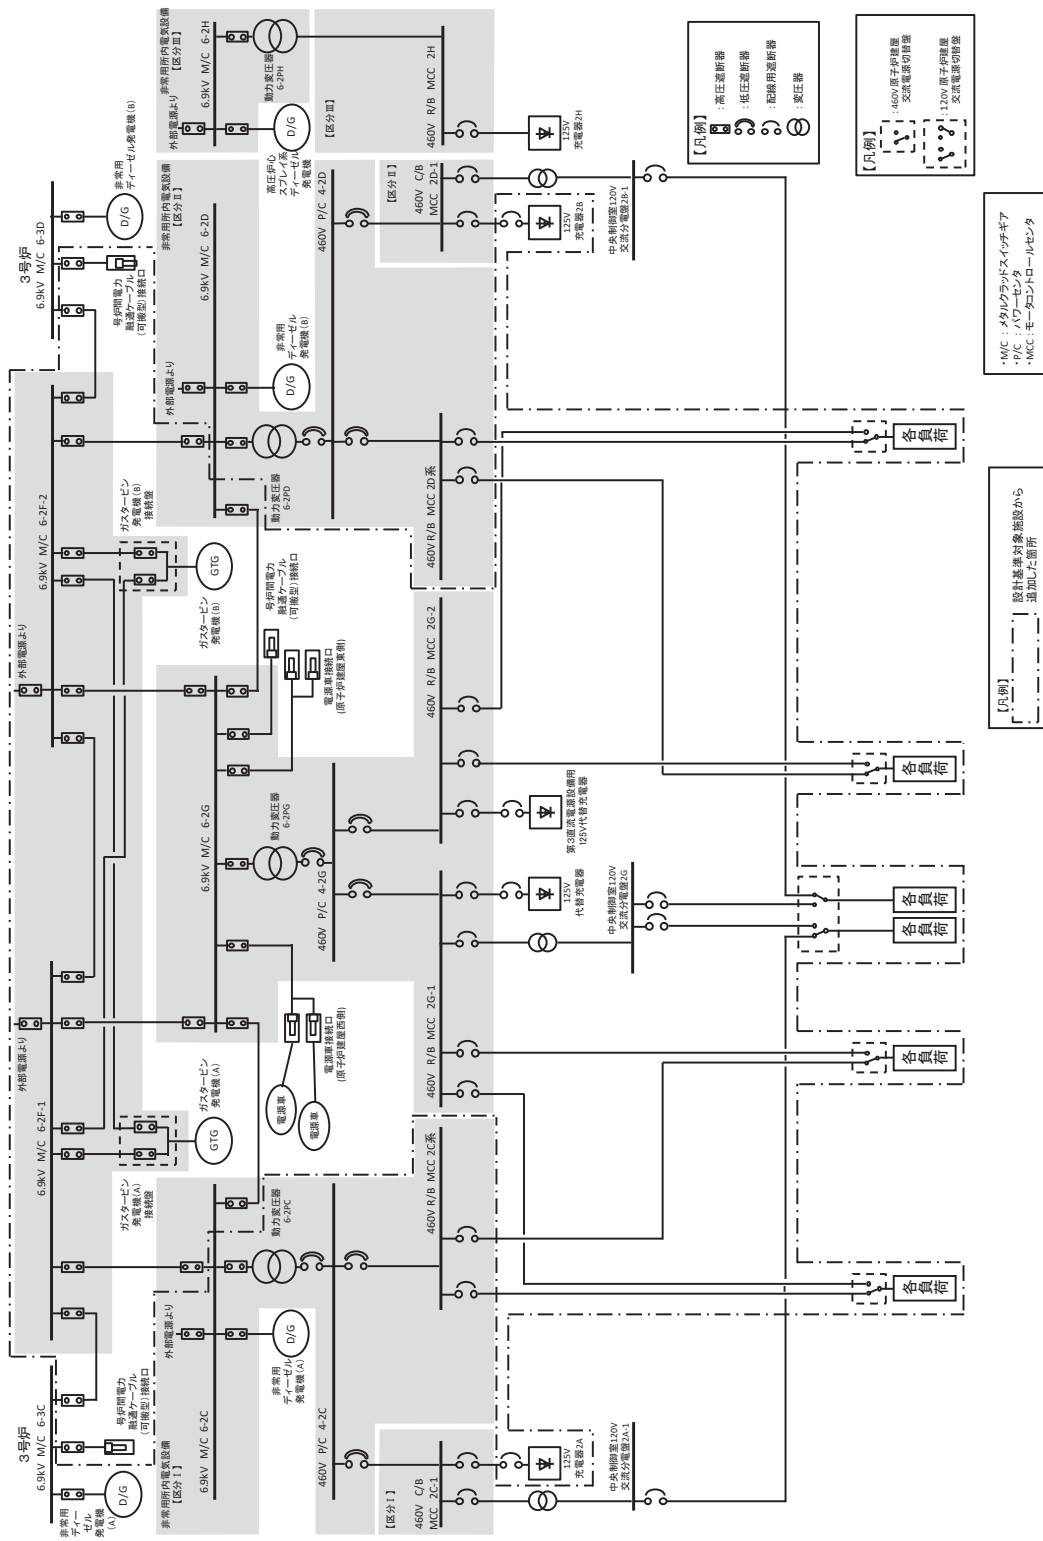 3号炉
6.9kV M/C 6-3C
非常用
ディー
ゼル
発電機
(A)
D/G
号炉間電力
融通ケーブル
(可搬型)接続口
外部電源より
6.9kV M/C 6-2F-1
ガスタービン
発電機(A)
接続盤
GTG
ガスタービン
発電機(A)
外部電源より
6.9kV M/C 6-2F-2
ガスタービン
発電機(B)
接続盤
GTG
ガスタービン
発電機(B)
3号炉
6.9kV M/C 6-3D
号炉間電力
融通ケーブル
(可搬型)接続口
D/G
非常用
ディーゼル発電機(B)
非常用所内電気設備
【区分Ⅰ】
6.9kV M/C 6-2C
外部電源より
D/G
非常用
ディーゼル
発電機(A)
動力変圧器
6-2PC
460V P/C 4-2C
電源車
電源車
電源車接続口
(原子炉建屋西側)
6.9kV M/C 6-2G
動力変圧器
6-2PG
460V P/C 4-2G
号炉間電力
融通ケーブル
(可搬型)接続口
電源車接続口
(原子炉建屋東側)
動力変圧器
6-2PD
外部電源より
D/G
非常用
ディーゼル
発電機(B)
6.9kV M/C 6-2D
非常用所内電気設備
【区分Ⅱ】
460V P/C 4-2D
外部電源より
D/G
高圧炉心
スプレイ系
ディーゼル
発電機
6.9kV M/C 6-2H
非常用所内電気設備
【区分Ⅲ】
動力変圧器
6-2PH
【区分Ⅰ】
460V C/B
MCC 2C-1
460V R/B MCC 2C系
460V R/B MCC 2G-1
460V R/B MCC 2G-2
460V R/B MCC 2D系
【区分Ⅱ】
460V C/B
MCC 2D-1
【区分Ⅲ】
460V R/B MCC 2H
125V
充電器2A
中央制御室120V
交流分電盤2A-1
125V
代替充電器
中央制御室120V
交流分電盤2G
第3直流電源設備用
125V代替充電器
125V
充電器2B
中央制御室120V
交流分電盤2B-1
125V
充電器2H
各負荷
各負荷
各負荷
各負荷
各負荷
各負荷
【凡例】
:高圧遮断器
:低圧遮断器
:配線用遮断器
:変圧器
【凡例】
:460V原子炉建屋
交流電源切替盤
:120V原子炉建屋
交流電源切替盤
・M/C : メタルクラッドスイッチギア
・P/C : パワーセンタ
・MCC : モータコントロールセンタ
【凡例】
設計基準対象施設から
追加した箇所